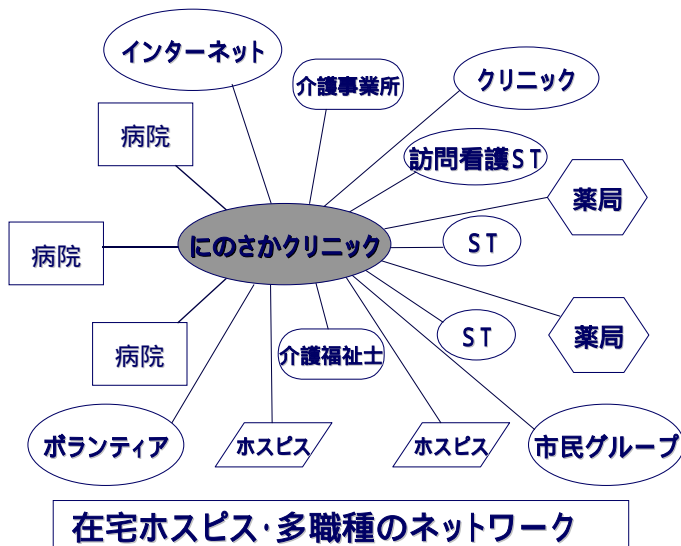 インターネット
介護事業所
クリニック
病院
訪問看護ST
薬局
にのさかクリニック
ST
病院
ST
薬局
病院
介護福祉士
ボランティア
ホスピス
ホスピス
市民グループ
在宅ホスピス・多職種のネットワーク